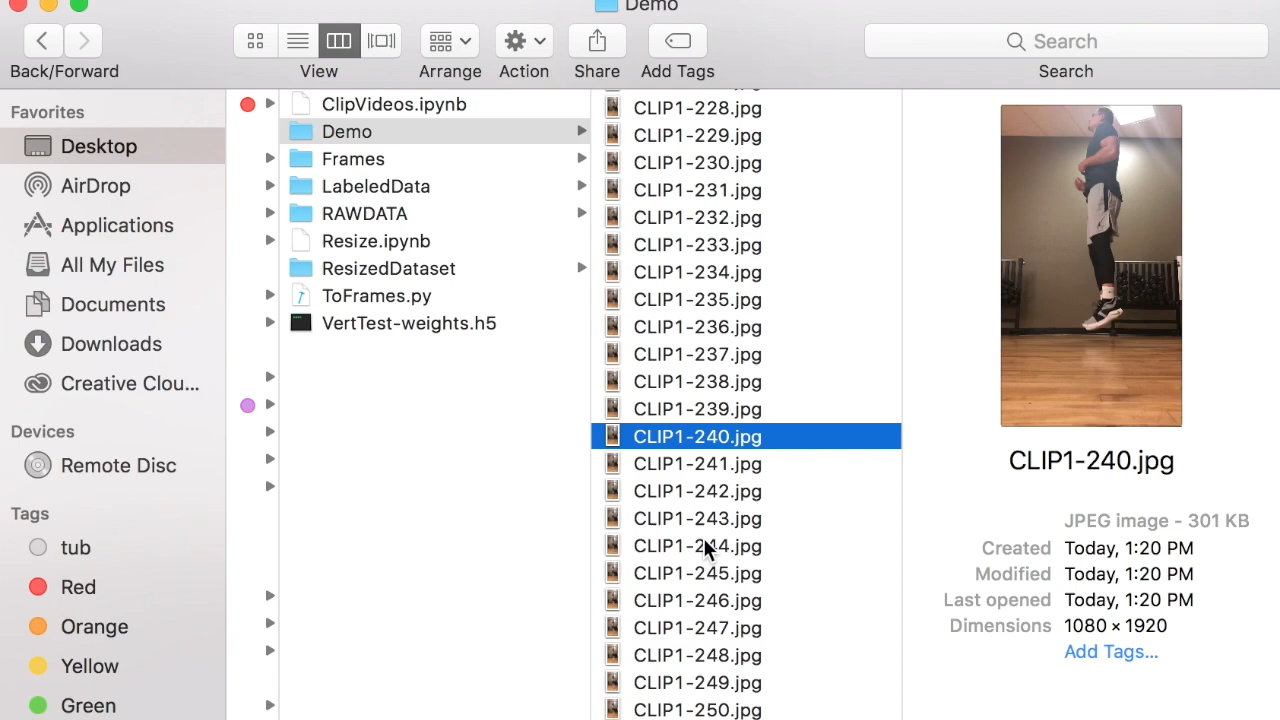 Demo
Back/Forward
View
Arrange
Action
Share
Add Tags
Search
Search
Favorites
Desktop
AirDrop
Applications
All My Files
Documents
Downloads
Creative Clou...
Devices
Remote Disc
Tags
tub
Red
Orange
Yellow
Green
ClipVideos.ipynb
Demo
Frames
LabeledData
RAWDATA
Resize.ipynb
ResizedDataset
ToFrames.py
VertTest-weights.h5
CLIP1-228.jpg
CLIP1-229.jpg
CLIP1-230.jpg
CLIP1-231.jpg
CLIP1-232.jpg
CLIP1-233.jpg
CLIP1-234.jpg
CLIP1-235.jpg
CLIP1-236.jpg
CLIP1-237.jpg
CLIP1-238.jpg
CLIP1-239.jpg
CLIP1-240.jpg
CLIP1-241.jpg
CLIP1-242.jpg
CLIP1-243.jpg
CLIP1-244.jpg
CLIP1-245.jpg
CLIP1-246.jpg
CLIP1-247.jpg
CLIP1-248.jpg
CLIP1-249.jpg
CLIP1-250.jpg
CLIP1-240.jpg
JPEG image - 301 KB
Created Today, 1:20 PM
Modified Today, 1:20 PM
Last opened Today, 1:20 PM
Dimensions 1080 × 1920
Add Tags...